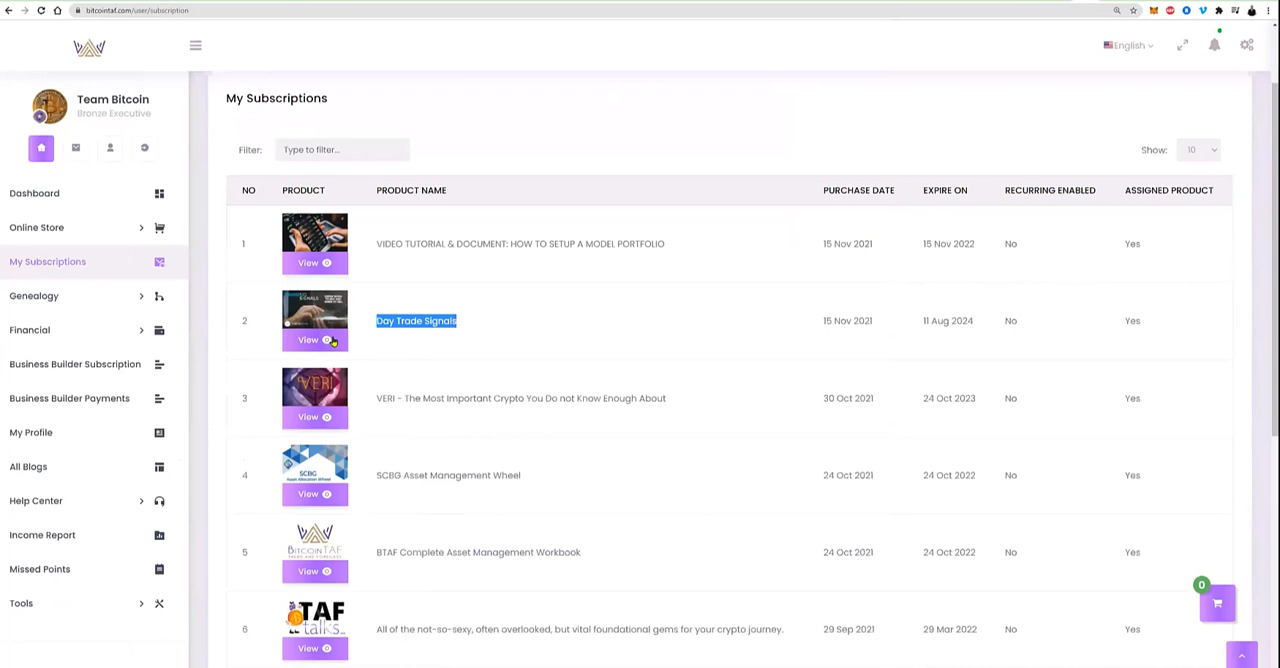 bitcointaf.com/user/subscription
English
Team Bitcoin
Bronze Executive
Dashboard
Online Store
My Subscriptions
Genealogy
Financial
Business Builder Subscription
Business Builder Payments
My Profile
All Blogs
Help Center
Income Report
Missed Points
Tools
My Subscriptions
Filter: Type to filter... Show: 10
NO PRODUCT PRODUCT NAME PURCHASE DATE EXPIRE ON RECURRING ENABLED ASSIGNED PRODUCT
1 View VIDEO TUTORIAL & DOCUMENT: HOW TO SETUP A MODEL PORTFOLIO 15 Nov 2021 15 Nov 2022 No Yes
SIGNALS
2 View Day Trade Signals 15 Nov 2021 11 Aug 2024 No Yes
VERI
3 View VERI - The Most Important Crypto You Do not Know Enough About 30 Oct 2021 24 Oct 2023 No Yes
SCBG
Asset Allocation Wheel
4 View SCBG Asset Management Wheel 24 Oct 2021 24 Oct 2022 No Yes
BITCOINTAF
5 View BTAF Complete Asset Management Workbook 24 Oct 2021 24 Oct 2022 No Yes
TAF
talks
6 View All of the not-so-sexy, often overlooked, but vital foundational gems for your crypto journey. 29 Sep 2021 29 Mar 2022 No Yes
0